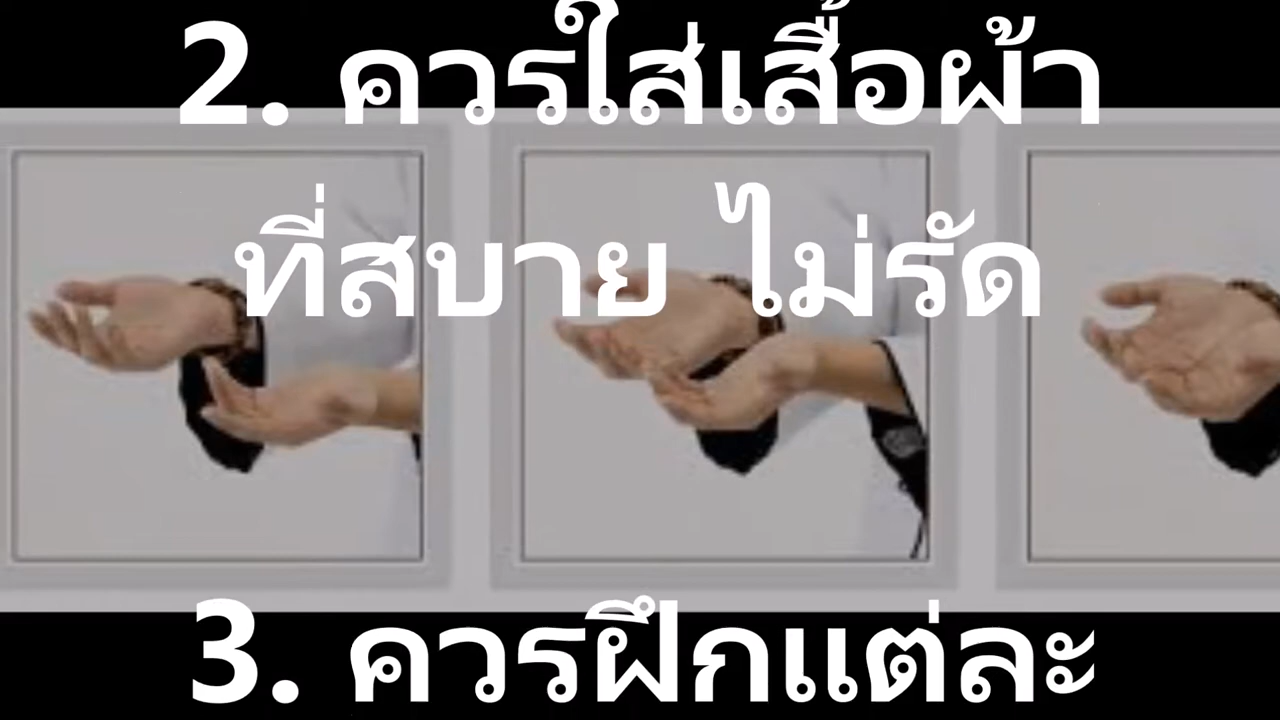 2. ควรใส่เสื้อผ้า
ที่สบาย ไม่รัด
3. ควรฝึกแต่ละ